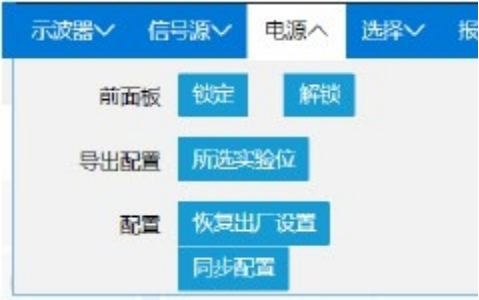 示波器 信号源 电源 选择 报
前面板 锁定 解锁
导出配置 所选实验位
配置 恢复出厂设置
同步配置